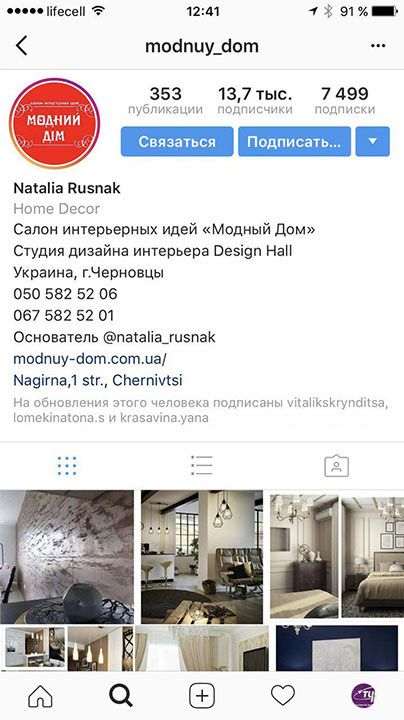 lifecell 12:41 91 %
modnuy_dom
САЛОН ІНТЕР'ЄРНИХ ІДЕЙ
МОДНИЙ
ДІМ
353 13,7 тыс. 7 499
публикации подписчики подписки
Связаться Подписать...
Natalia Rusnak
Home Decor
Салон интерьерных идей «Модный Дом»
Студия дизайна интерьера Design Hall
Украина, г.Черновцы
050 582 52 06
067 582 52 01
Основатель @natalia_rusnak
modnuy-dom.com.ua/
Nagirna,1 str., Chernivtsi
На обновления этого человека подписаны vitalikskrynditsa,
lomekinatona.s и krasavina.yana